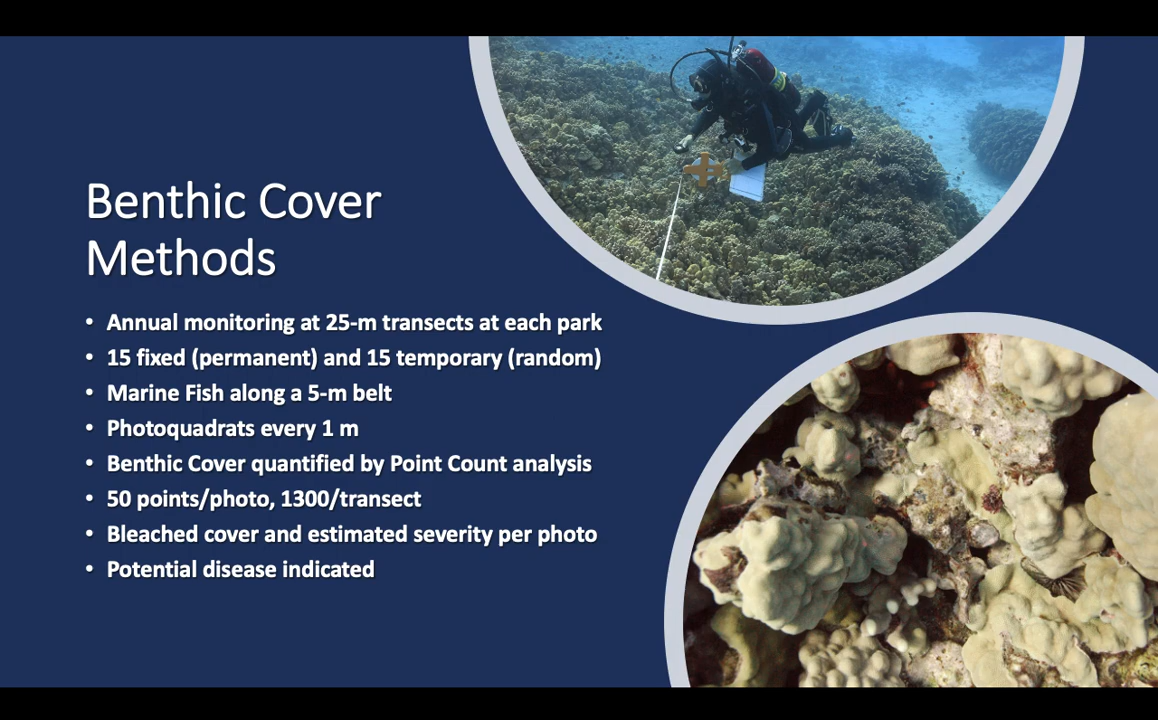 Benthic Cover
Methods
• Annual monitoring at 25-m transects at each park
• 15 fixed (permanent) and 15 temporary (random)
• Marine Fish along a 5-m belt
• Photoquadrats every 1 m
• Benthic Cover quantified by Point Count analysis
• 50 points/photo, 1300/transect
• Bleached cover and estimated severity per photo
• Potential disease indicated